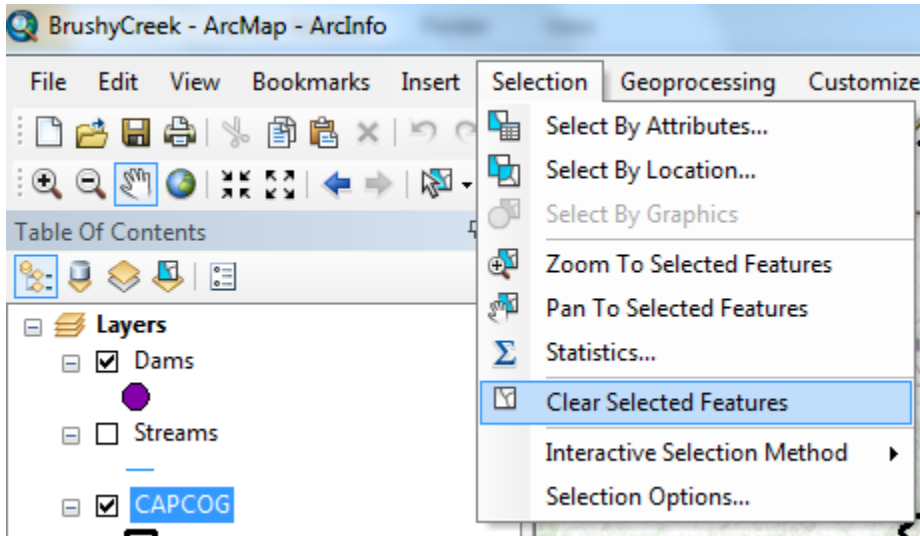 BrushyCreek - ArcMap - ArcInfo
File Edit View Bookmarks Insert Selection Geoprocessing Customize
Select By Attributes...
Select By Location...
Select By Graphics
Table Of Contents
Zoom To Selected Features
Pan To Selected Features
Layers
Statistics...
Dams
Clear Selected Features
Streams
Interactive Selection Method
Selection Options...
CAPCOG